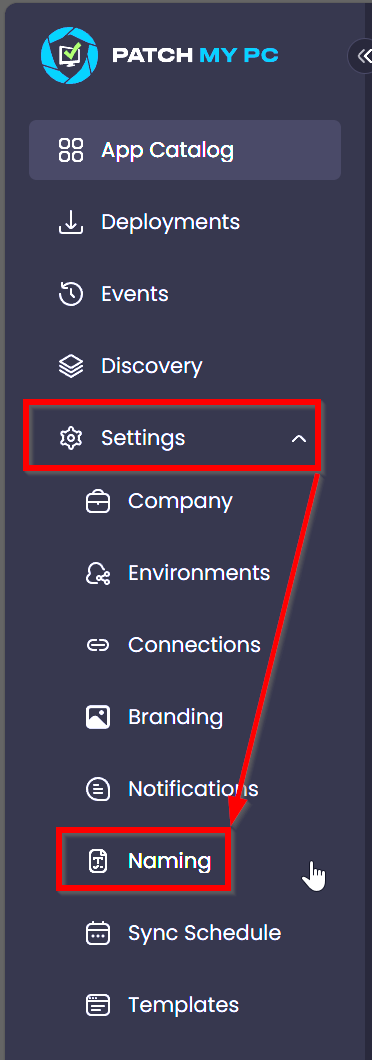 PATCH MY PC
App Catalog
Deployments
Events
Discovery
Settings
Company
Environments
Connections
Branding
Notifications
Naming
Sync Schedule
Templates